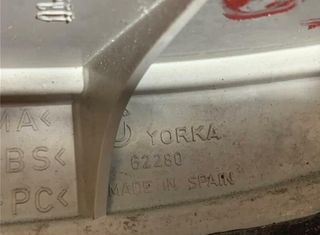 MA<
YORKA
BS<
62280
PC<
MADE IN SPAIN